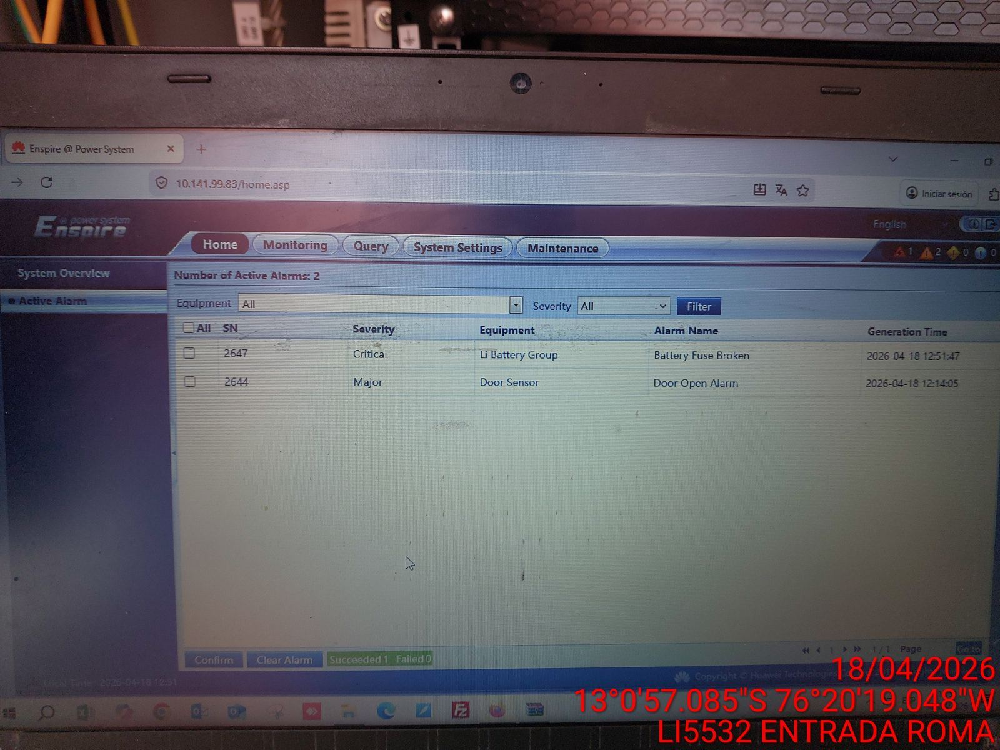 Enspire @ Power System
10.141.99.83/home.asp
Iniciar sesión
@ power system
Enspire
English
Home
Monitoring
Query
System Settings
Maintenance
1 2 0 0
System Overview
Number of Active Alarms: 2
Active Alarm
Equipment All Severity All Filter
All SN Severity Equipment Alarm Name Generation Time
2647 Critical Li Battery Group Battery Fuse Broken 2026-04-18 12:51:47
2644 Major Door Sensor Door Open Alarm 2026-04-18 12:14:05
1 1 / 1 Page Go to
Confirm Clear Alarm Succeeded 1 Failed 0
Local Time 2026-04-18 12:51
Copyright © Huawei Technologies
18/04/2026
13°0'57.085"S 76°20'19.048"W
LI5532 ENTRADA ROMA